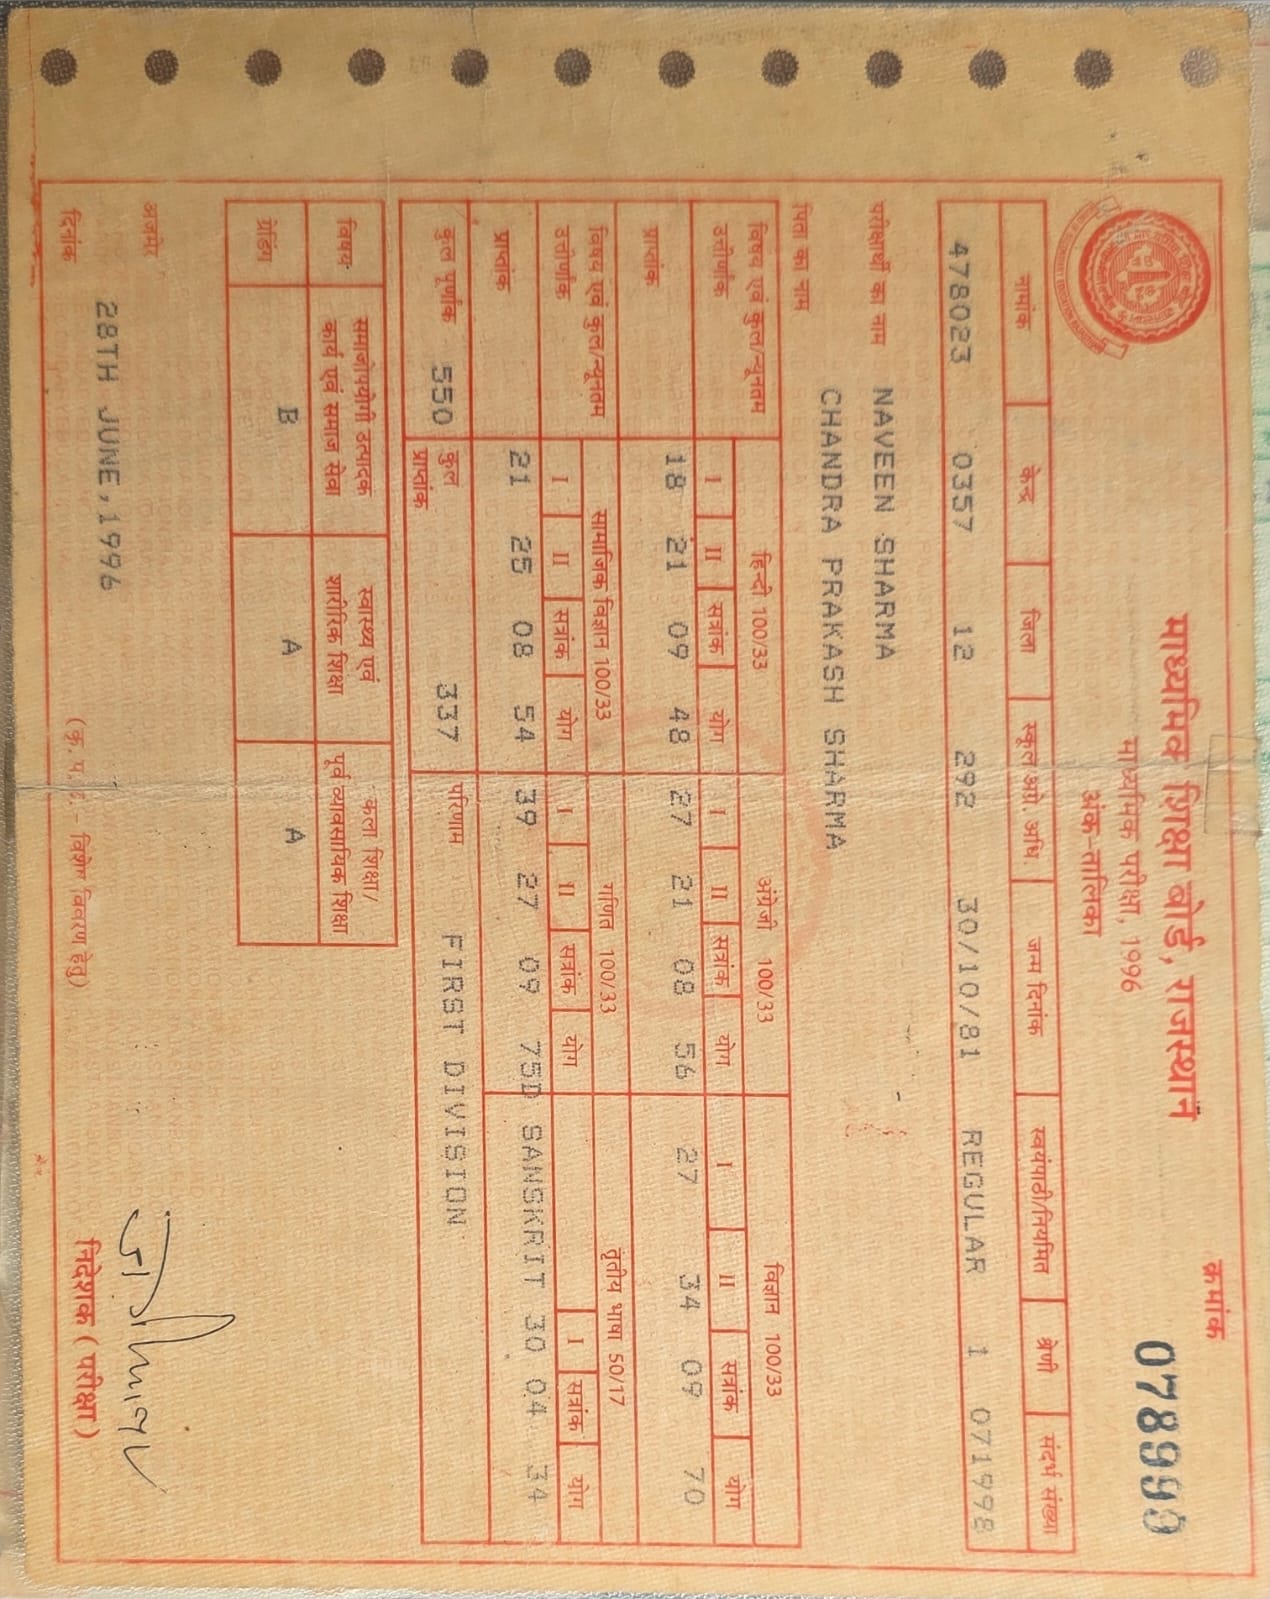 क्रमांक
078999
माध्यमिक शिक्षा बोर्ड, राजस्थान
माध्यमिक परीक्षा, 1996
अंक-तालिका
नामांक केन्द्र जिला स्कूल अग्रे. अधि. जन्म दिनांक स्वयंपाठी/नियमित श्रेणी संदर्भ संख्या
478023 0357 12 292 30/10/81 REGULAR 1 071998
परीक्षार्थी का नाम NAVEEN SHARMA
CHANDRA PRAKASH SHARMA
पिता का नाम
विषय एवं कुल/न्यूनतम हिन्दी 100/33 अंग्रेजी 100/33 विज्ञान 100/33
उत्तीर्णांक I II सत्रांक योग I II सत्रांक योग I II सत्रांक योग
प्राप्तांक 18 21 09 48 27 21 08 56 27 34 09 70
विषय एवं कुल/न्यूनतम सामाजिक विज्ञान 100/33 गणित 100/33 तृतीय भाषा 50/17
उत्तीर्णांक I II सत्रांक योग I II सत्रांक योग I सत्रांक योग
प्राप्तांक 21 25 08 54 39 27 09 75D SANSKRIT 30 04 34
कुल पूर्णांक 550 कुल प्राप्तांक 337 परिणाम FIRST DIVISION
विषय समाजोपयोगी उत्पादक स्वास्थ्य एवं कला शिक्षा/
कार्य एवं समाज सेवा शारीरिक शिक्षा पूर्व व्यावसायिक शिक्षा
ग्रेडिंग B A A
अजमेर
28TH JUNE,1996
दिनांक (कृ. प. दे.- विशेष विवरण हेतु) निदेशक (परीक्षा)